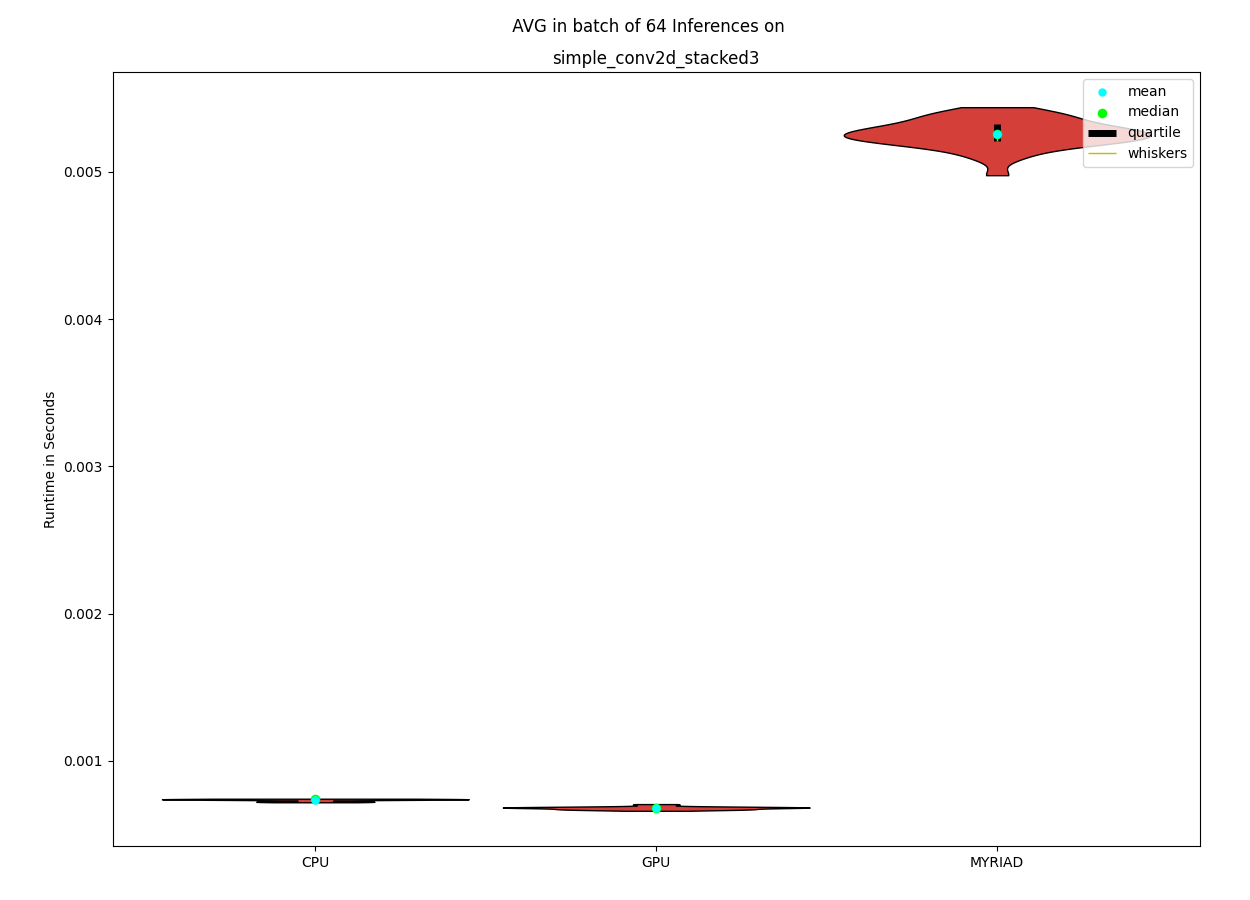 AVG in batch of 64 Inferences on
simple_conv2d_stacked3
mean
median
quartile
whiskers
Runtime in Seconds
0.005
0.004
0.003
0.002
0.001
CPU GPU MYRIAD